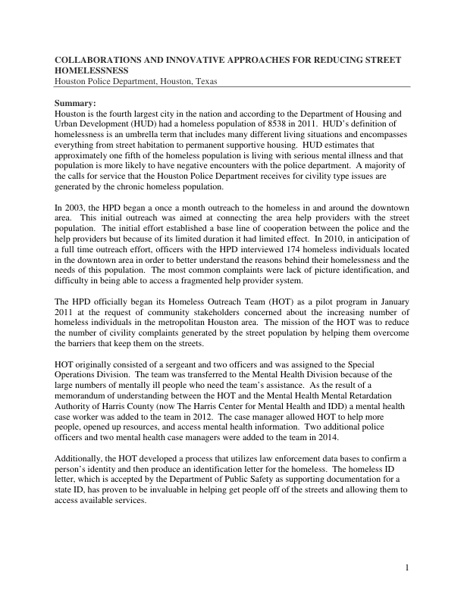 COLLABORATIONS AND INNOVATIVE APPROACHES FOR REDUCING STREET
HOMELESSNESS
Houston Police Department, Houston, Texas
Summary:
Houston is the fourth largest city in the nation and according to the Department of Housing and
Urban Development (HUD) had a homeless population of 8538 in 2011. HUD's definition of
homelessness is an umbrella term that includes many different living situations and encompasses
everything from street habitation to permanent supportive housing. HUD estimates that
approximately one fifth of the homeless population is living with serious mental illness and that
population is more likely to have negative encounters with the police department. A majority of
the calls for service that the Houston Police Department receives for civility type issues are
generated by the chronic homeless population.
In 2003, the HPD began a once a month outreach to the homeless in and around the downtown
area. This initial outreach was aimed at connecting the area help providers with the street
population. The initial effort established a base line of cooperation between the police and the
help providers but because of its limited duration it had limited effect. In 2010, in anticipation of
a full time outreach effort, officers with the HPD interviewed 174 homeless individuals located
in the downtown area in order to better understand the reasons behind their homelessness and the
needs of this population. The most common complaints were lack of picture identification, and
difficulty in being able to access a fragmented help provider system.
The HPD officially began its Homeless Outreach Team (HOT) as a pilot program in January
2011 at the request of community stakeholders concerned about the increasing number of
homeless individuals in the metropolitan Houston area. The mission of the HOT was to reduce
the number of civility complaints generated by the street population by helping them overcome
the barriers that keep them on the streets.
HOT originally consisted of a sergeant and two officers and was assigned to the Special
Operations Division. The team was transferred to the Mental Health Division because of the
large numbers of mentally ill people who need the team's assistance. As the result of a
memorandum of understanding between the HOT and the Mental Health Mental Retardation
Authority of Harris County (now The Harris Center for Mental Health and IDD) a mental health
case worker was added to the team in 2012. The case manager allowed HOT to help more
people, opened up resources, and access mental health information. Two additional police
officers and two mental health case managers were added to the team in 2014.
Additionally, the HOT developed a process that utilizes law enforcement data bases to confirm a
person's identity and then produce an identification letter for the homeless. The homeless ID
letter, which is accepted by the Department of Public Safety as supporting documentation for a
state ID, has proven to be invaluable in helping get people off of the streets and allowing them to
access available services.
1